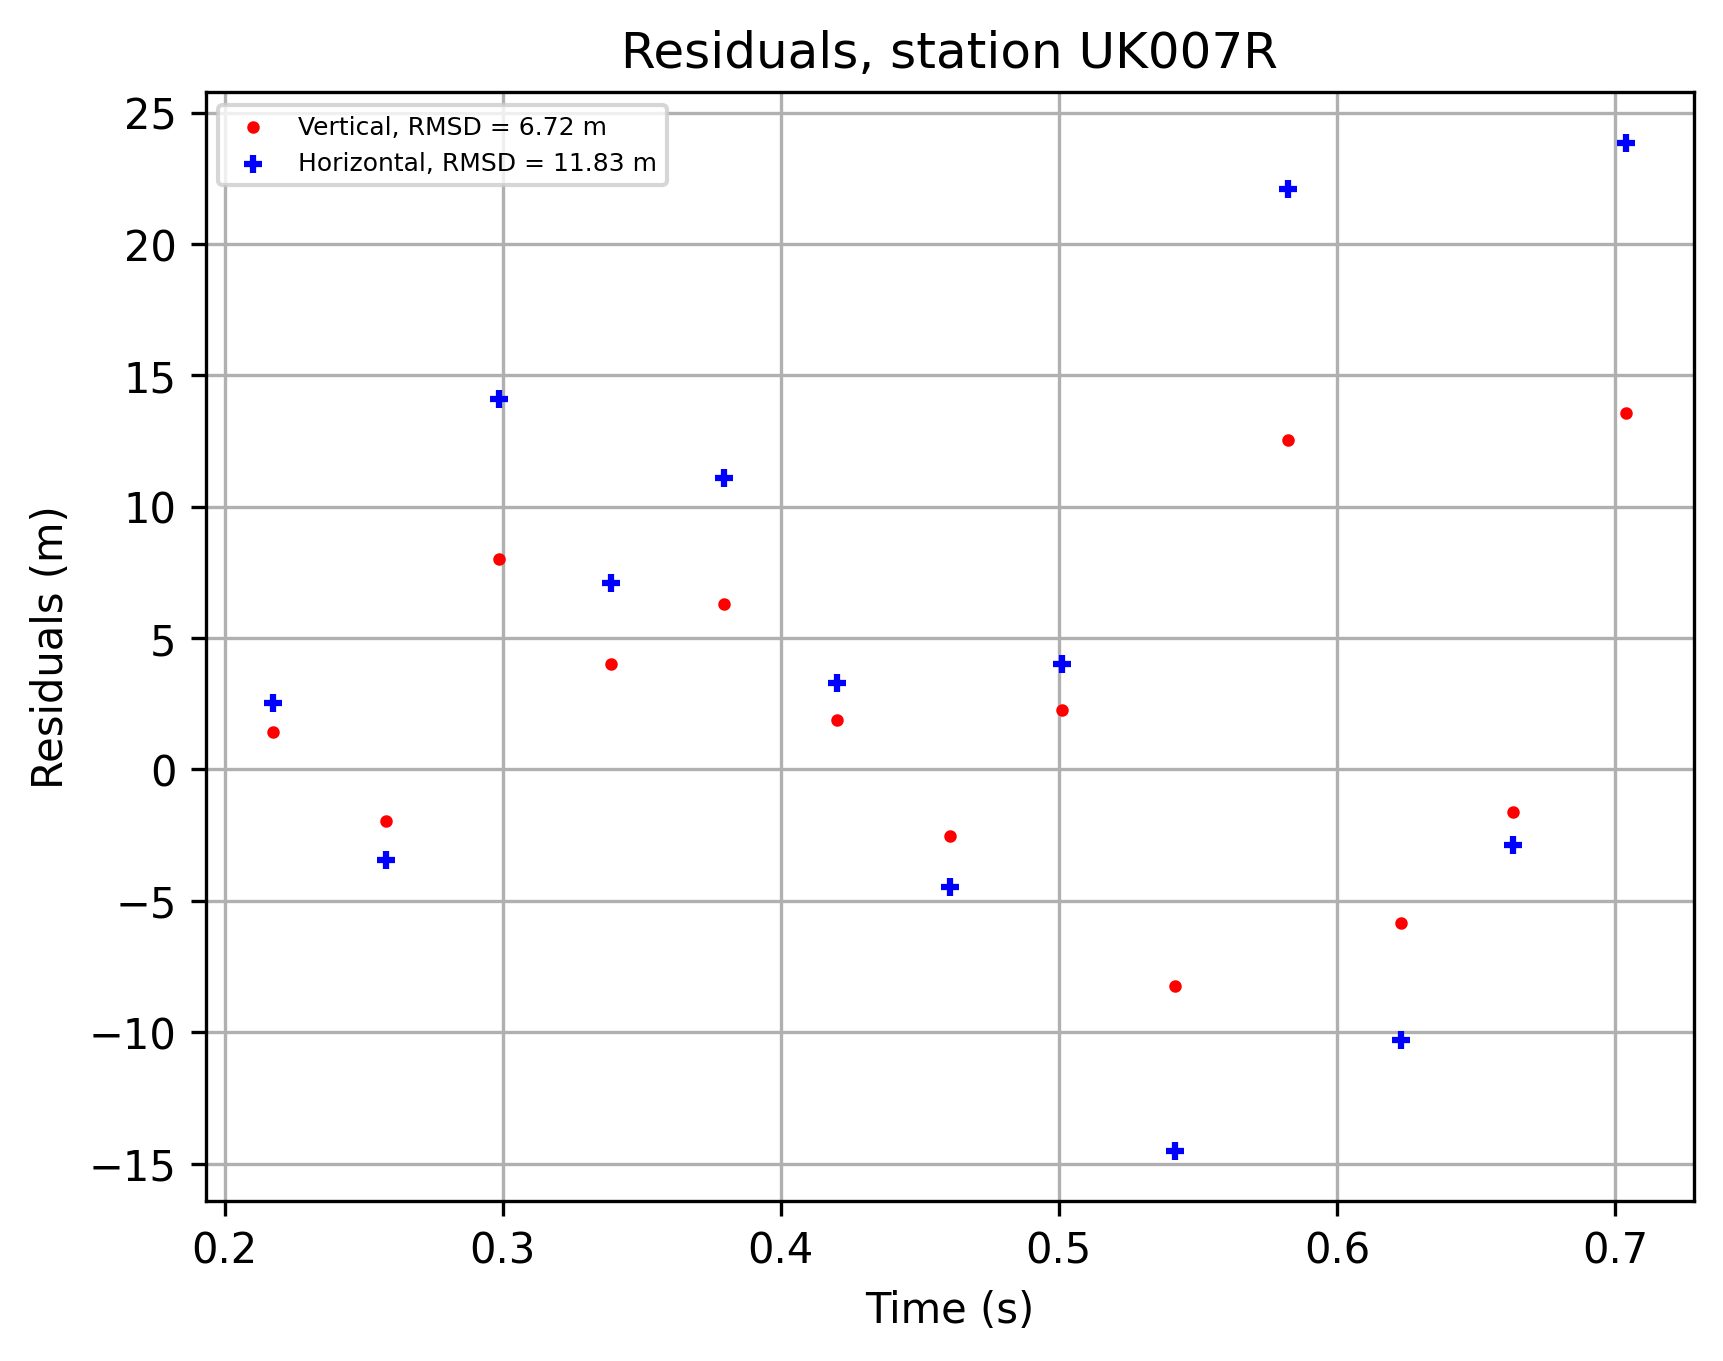 Residuals, station UK007R
Vertical, RMSD = 6.72 m
Horizontal, RMSD = 11.83 m
25
20
15
10
5
0
−5
−10
−15
Residuals (m)
0.2 0.3 0.4 0.5 0.6 0.7
Time (s)